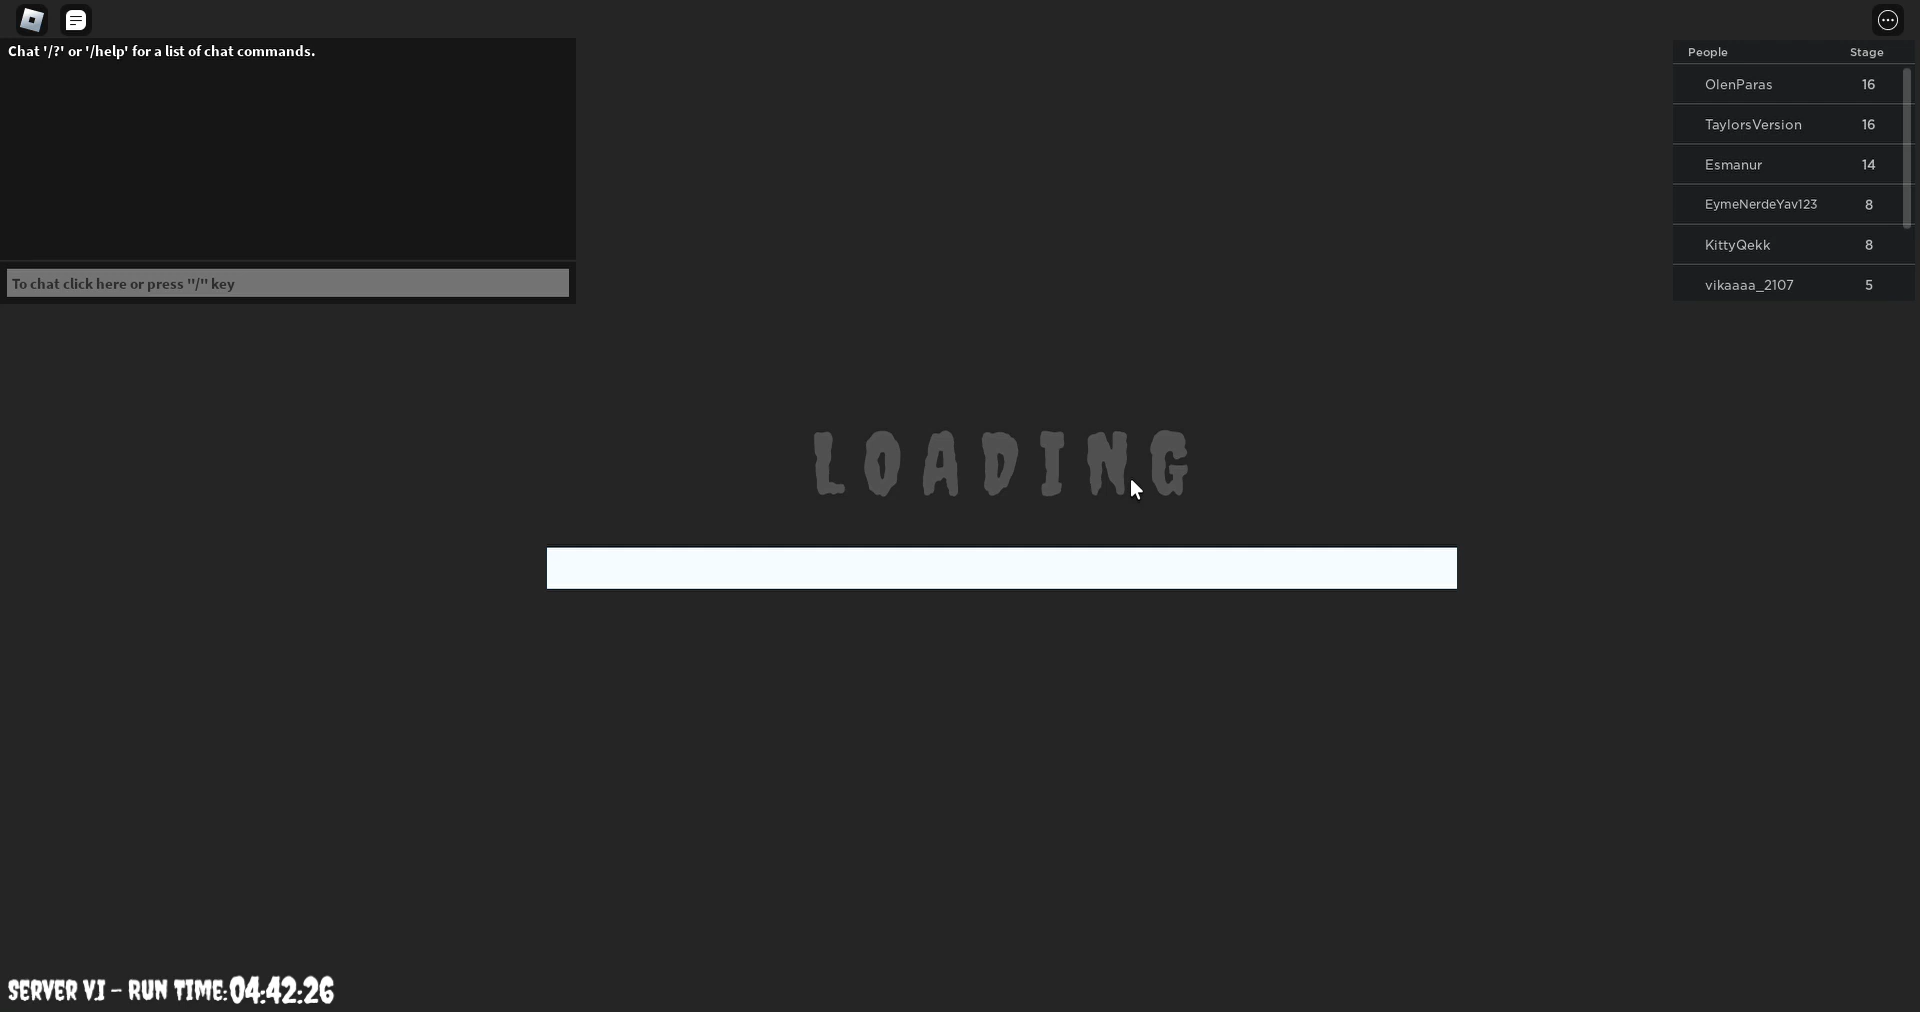 Chat '/?' or '/help' for a list of chat commands.
To chat click here or press "/" key
People Stage
OlenParas 16
TaylorsVersion 16
Esmanur 14
EymeNerdeYav123 8
KittyQekk 8
vikaaaa_2107 5
LOADING
SERVER V.I - RUN TIME: 04:42:26